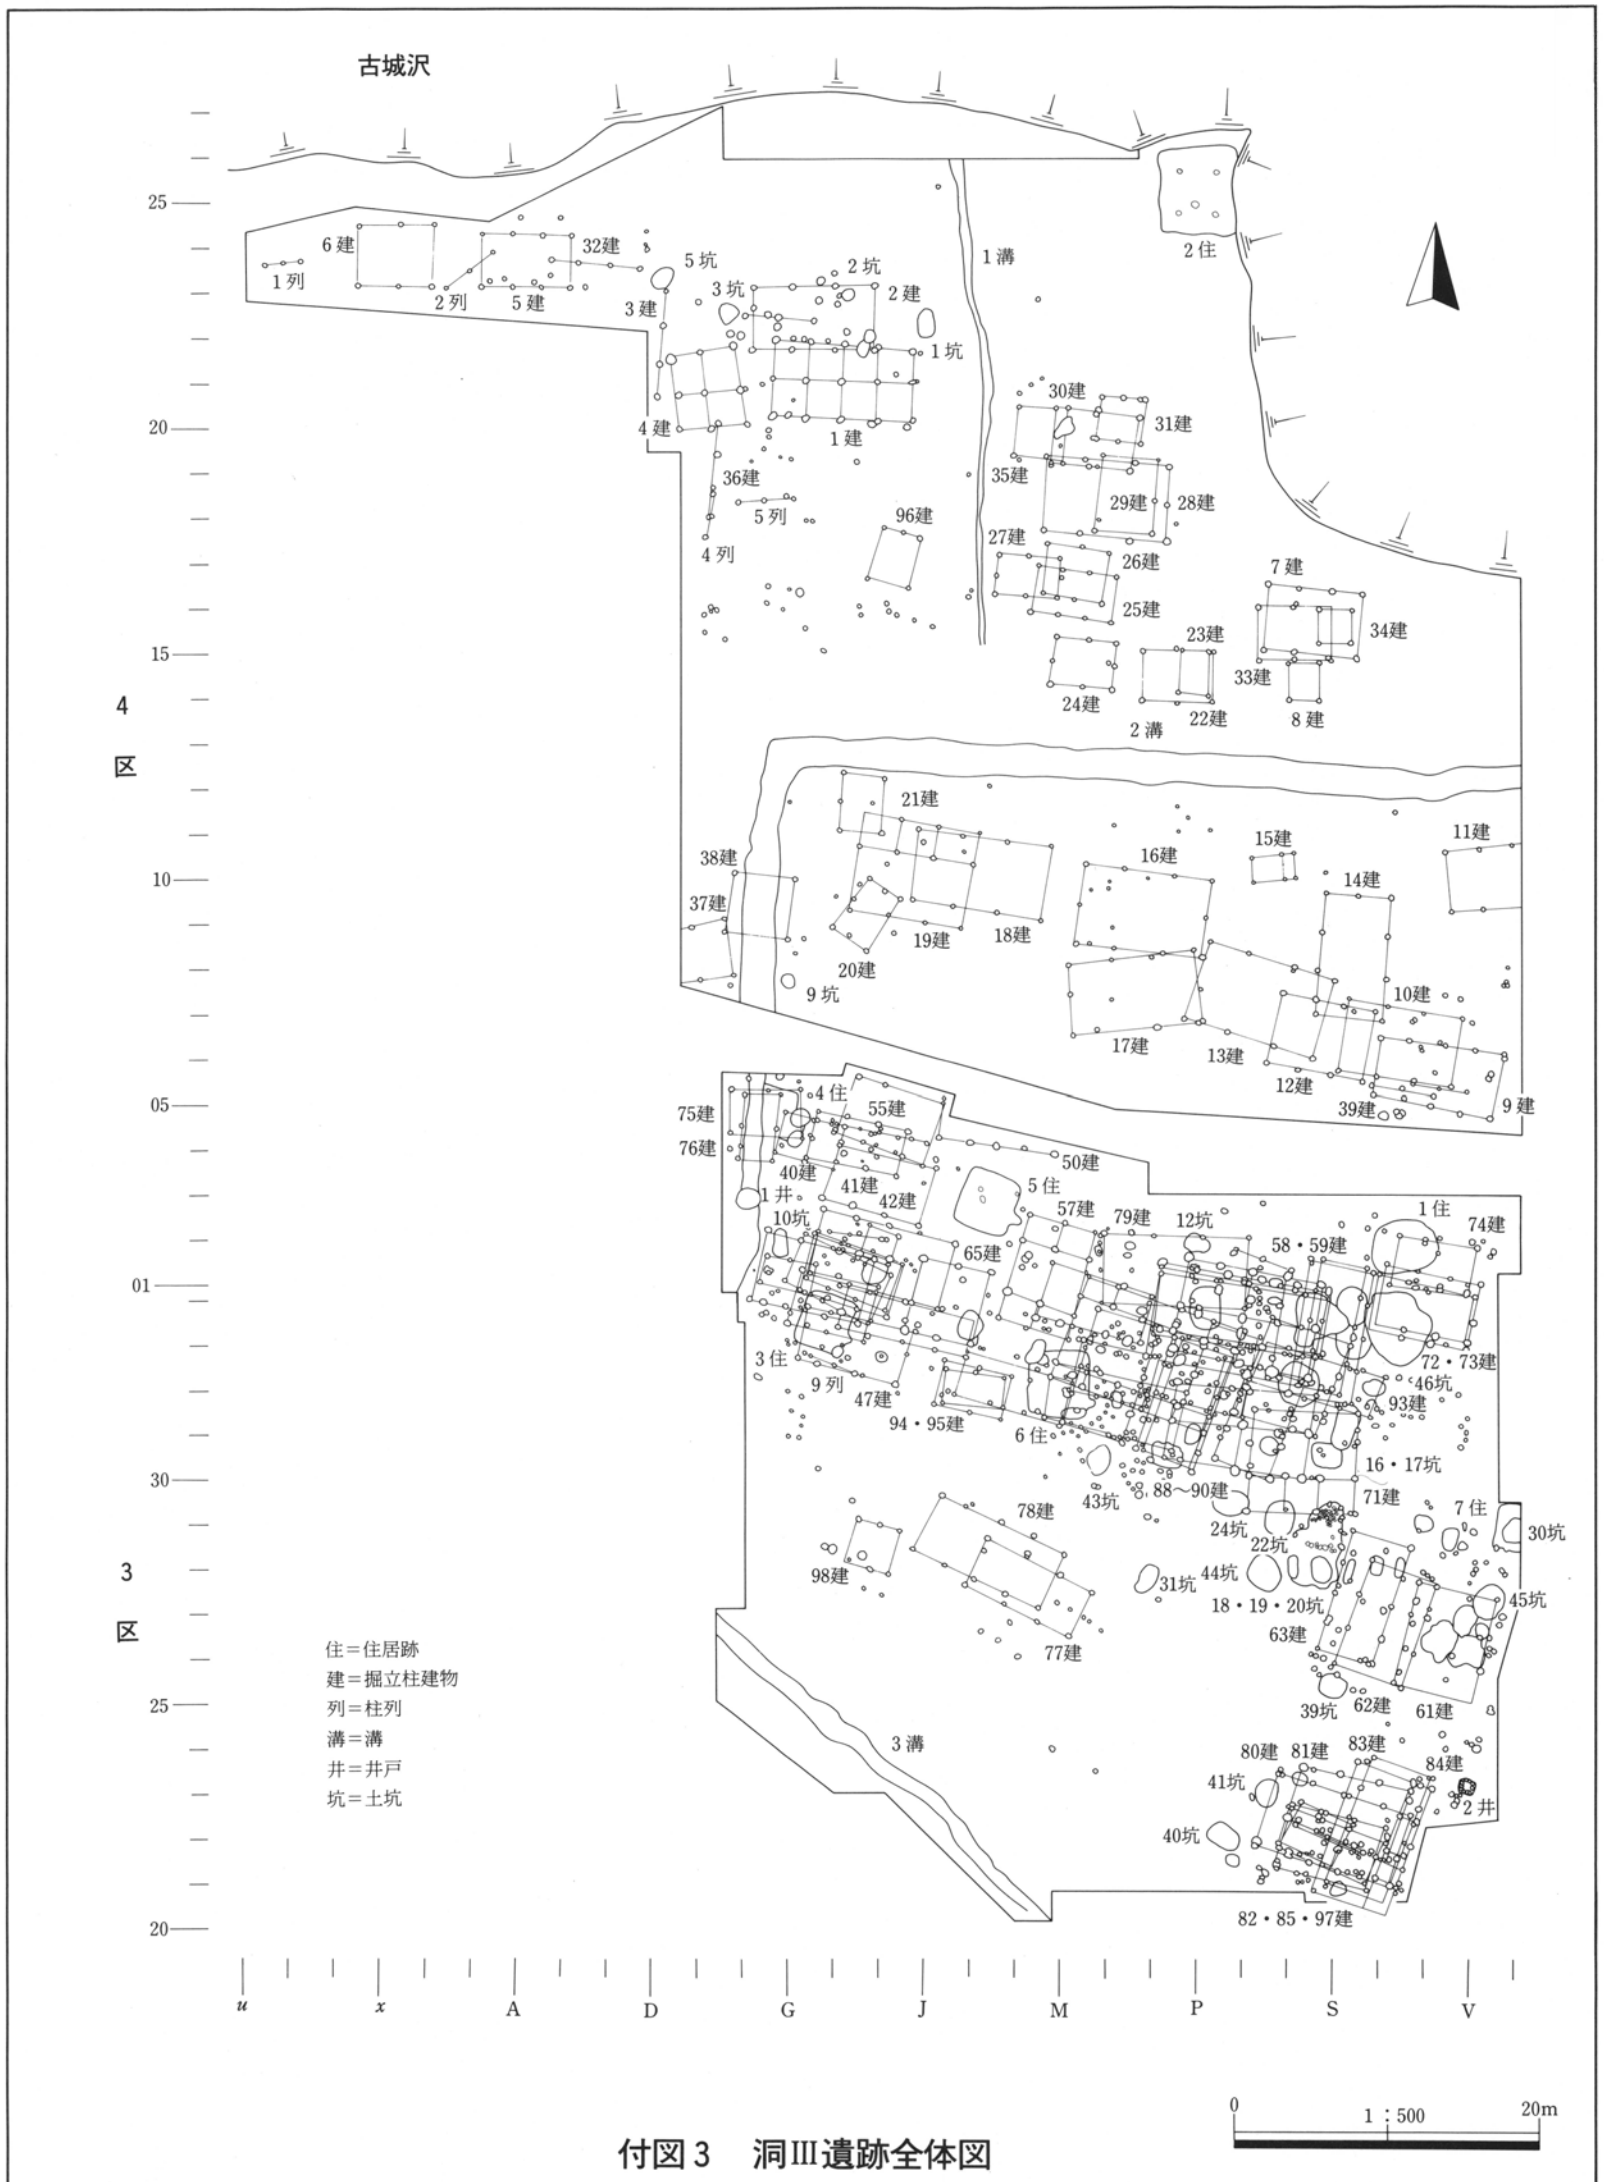 古城沢
25
6建
32建
1列
2列
5建
5坑
3建
3坑
2坑
2建
1溝
2住
1坑
30建
31建
20
4建
1建
35建
36建
5列
29建
28建
96建
4列
27建
26建
25建
7建
34建
15
23建
33建
24建
22建
8建
2溝
4
区
21建
15建
11建
38建
16建
14建
10
37建
19建
18建
20建
9坑
10建
17建
13建
12建
39建
9建
05
4住
75建
55建
76建
50建
40建
1井
41建
42建
5住
10坑
57建
79建
12坑
1住
74建
65建
58・59建
01
3住
9列
47建
94・95建
72・73建
46坑
93建
6住
16・17坑
30
43坑
88〜90建
71建
78建
24坑
7住
22坑
30坑
98建
31坑
44坑
3
区
18・19・20坑
45坑
63建
77建
住=住居跡
建=掘立柱建物
列=柱列
溝=溝
井=井戸
坑=土坑
25
39坑
62建
61建
3溝
80建
81建
83建
84建
41坑
2井
40坑
82・85・97建
20
u x A D G J M P S V
0 1:500 20m
付図3 洞Ⅲ遺跡全体図